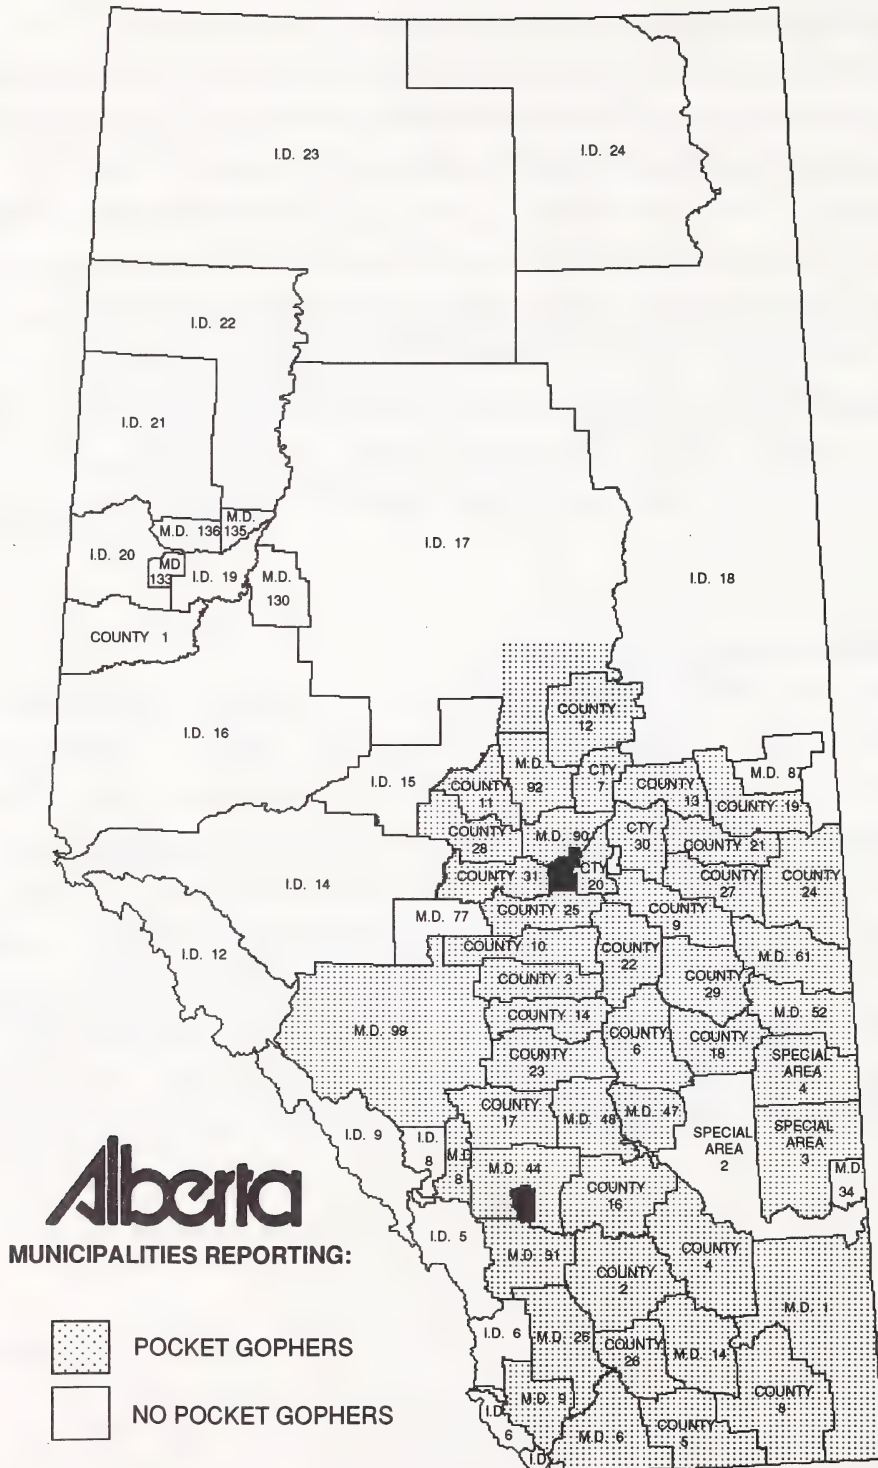 I.D. 23
I.D. 24
I.D. 22
I.D. 21
M.D. 136
M.D.
135
I.D. 20
MD
133
I.D. 19
M.D.
130
I.D. 17
I.D. 18
COUNTY 1
COUNTY
12
I.D. 16
M.D.
92
CTY
7
M.D. 87
I.D. 15
COUNTY
11
COUNTY
13
COUNTY 19
COUNTY
28
M.D. 90
CTY
30
COUNTY 21
I.D. 14
COUNTY 31
CTY
20
COUNTY
27
COUNTY
24
M.D. 77
COUNTY 25
COUNTY
9
I.D. 12
COUNTY 10
COUNTY
22
M.D. 61
COUNTY 3
COUNTY
29
M.D. 99
COUNTY 14
M.D. 52
COUNTY
23
COUNTY
6
COUNTY
18
SPECIAL
AREA
4
COUNTY
17
M.D. 48
M.D. 47
I.D. 9
I.D.
8
M.D.
8
M.D. 44
SPECIAL
AREA
2
SPECIAL
AREA
3
M.D.
34
COUNTY
16
Alberta
MUNICIPALITIES REPORTING:
I.D. 5
M.D. 31
COUNTY
2
COUNTY
4
M.D. 1
POCKET GOPHERS
I.D. 6
M.D. 26
COUNTY
26
M.D. 14
NO POCKET GOPHERS
M.D. 9
COUNTY
8
I.D.
6
M.D. 6
COUNTY
5
I.D.